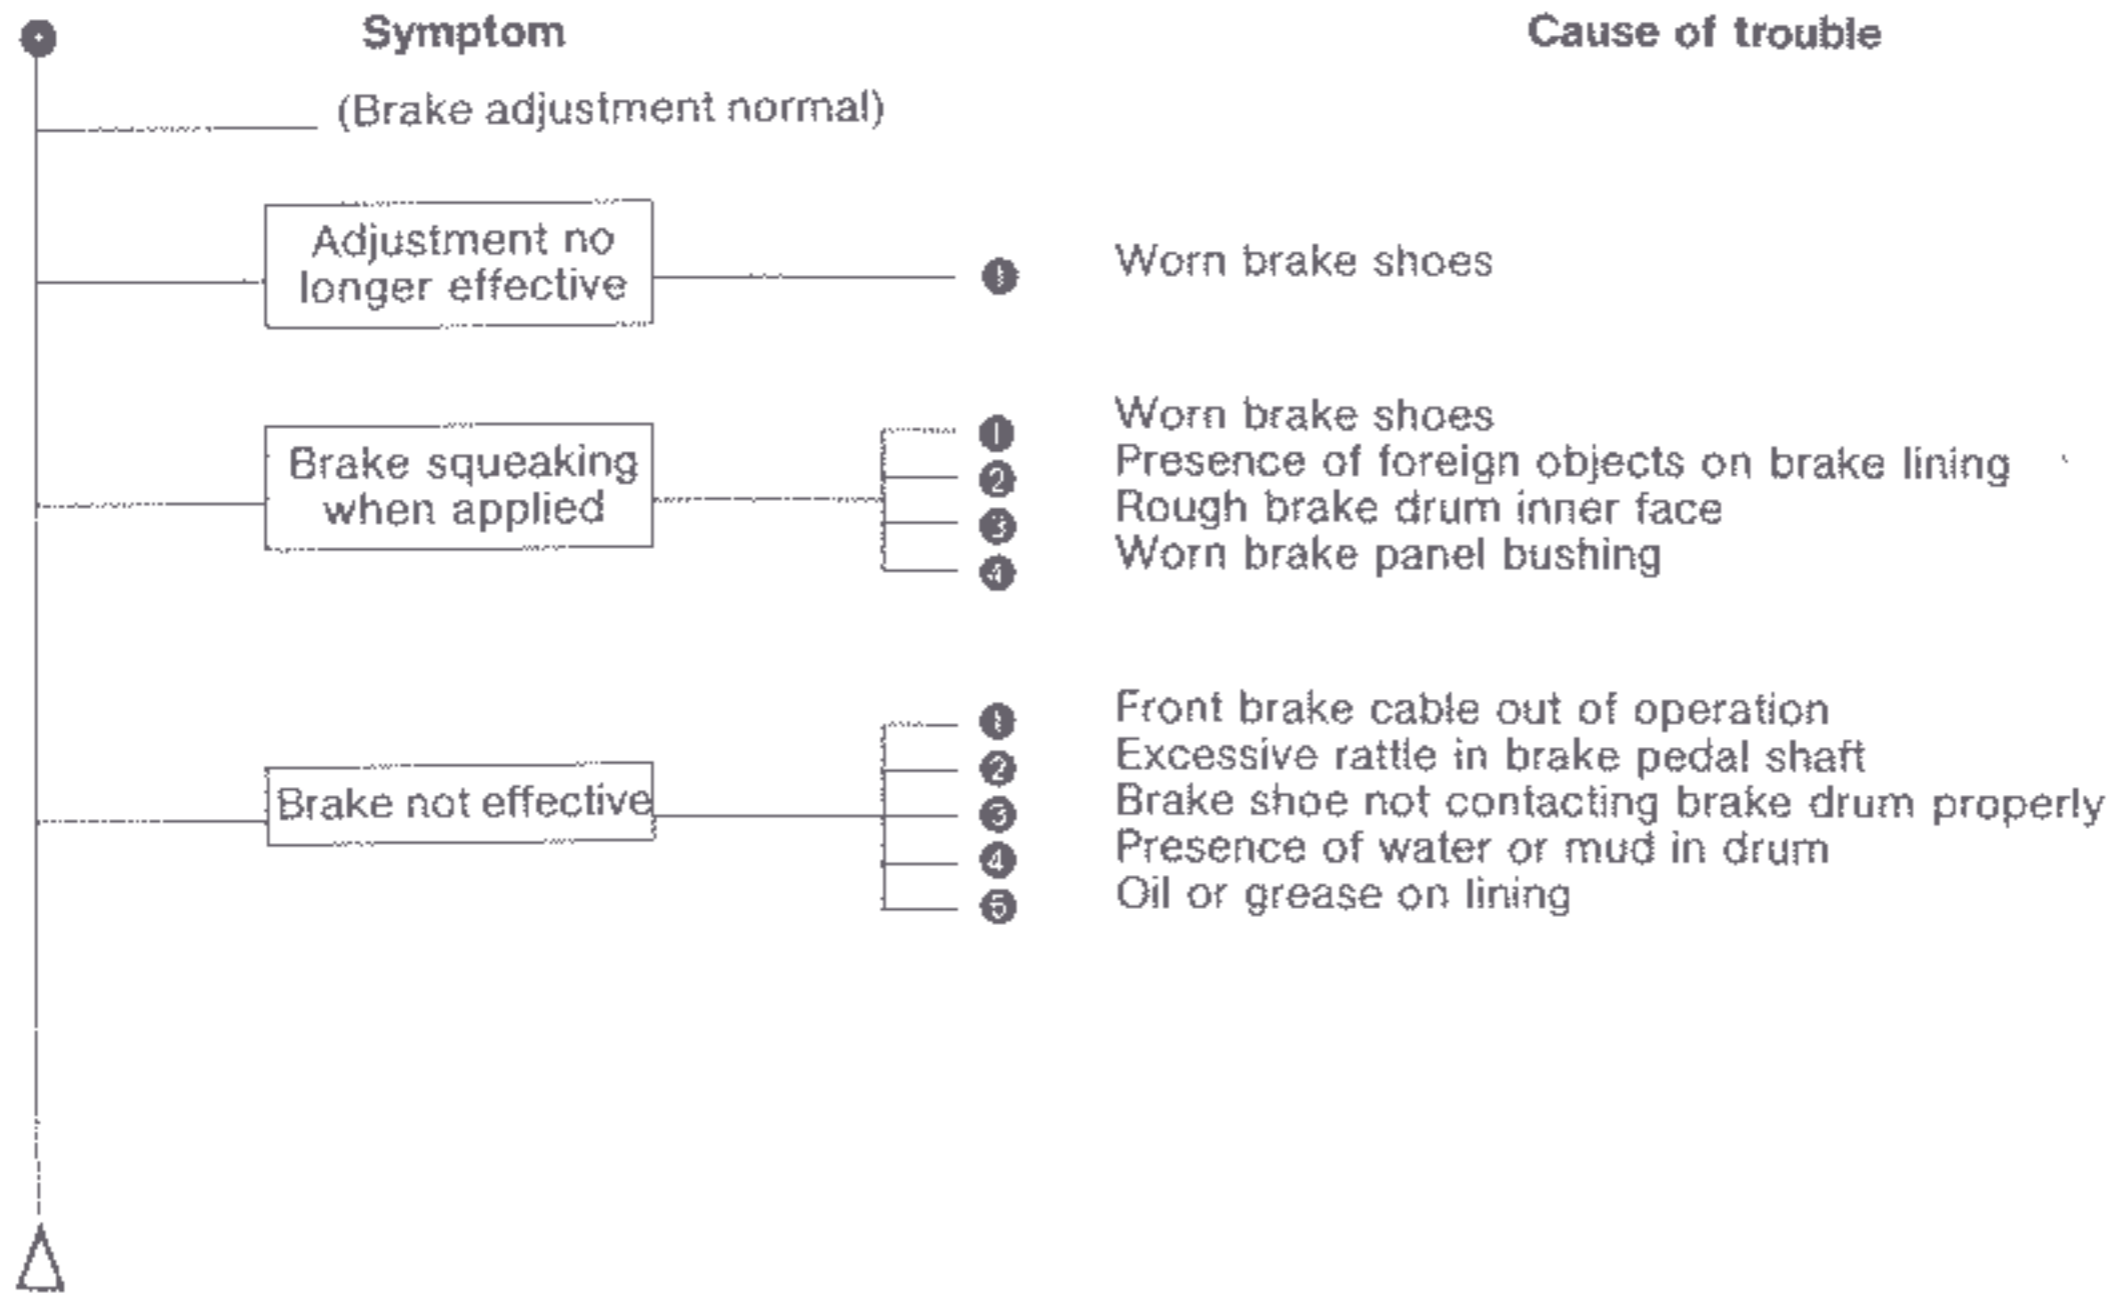 Symptom
Cause of trouble
(Brake adjustment normal)
Adjustment no
longer effective
1 Worn brake shoes
Brake squeaking
when applied
1 Worn brake shoes
2 Presence of foreign objects on brake lining
3 Rough brake drum inner face
4 Worn brake panel bushing
Brake not effective
1 Front brake cable out of operation
2 Excessive rattle in brake pedal shaft
3 Brake shoe not contacting brake drum properly
4 Presence of water or mud in drum
5 Oil or grease on lining